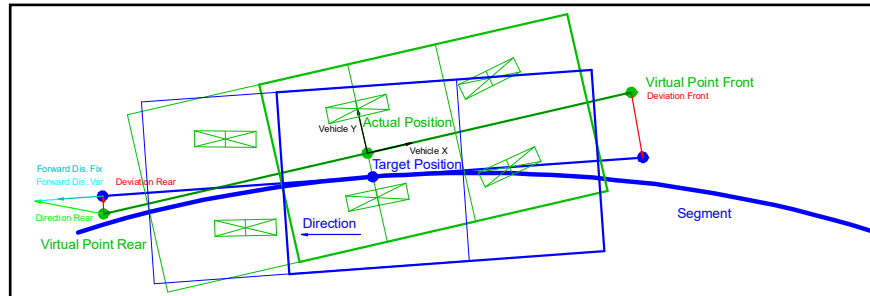 Virtual Point Front
Deviation Front
Actual Position
Vehicle Y
Vehicle X
Target Position
Forward Dis. Fix
Forward Dis. Var
Deviation Rear
Direction Rear
Virtual Point Rear
Direction
Segment